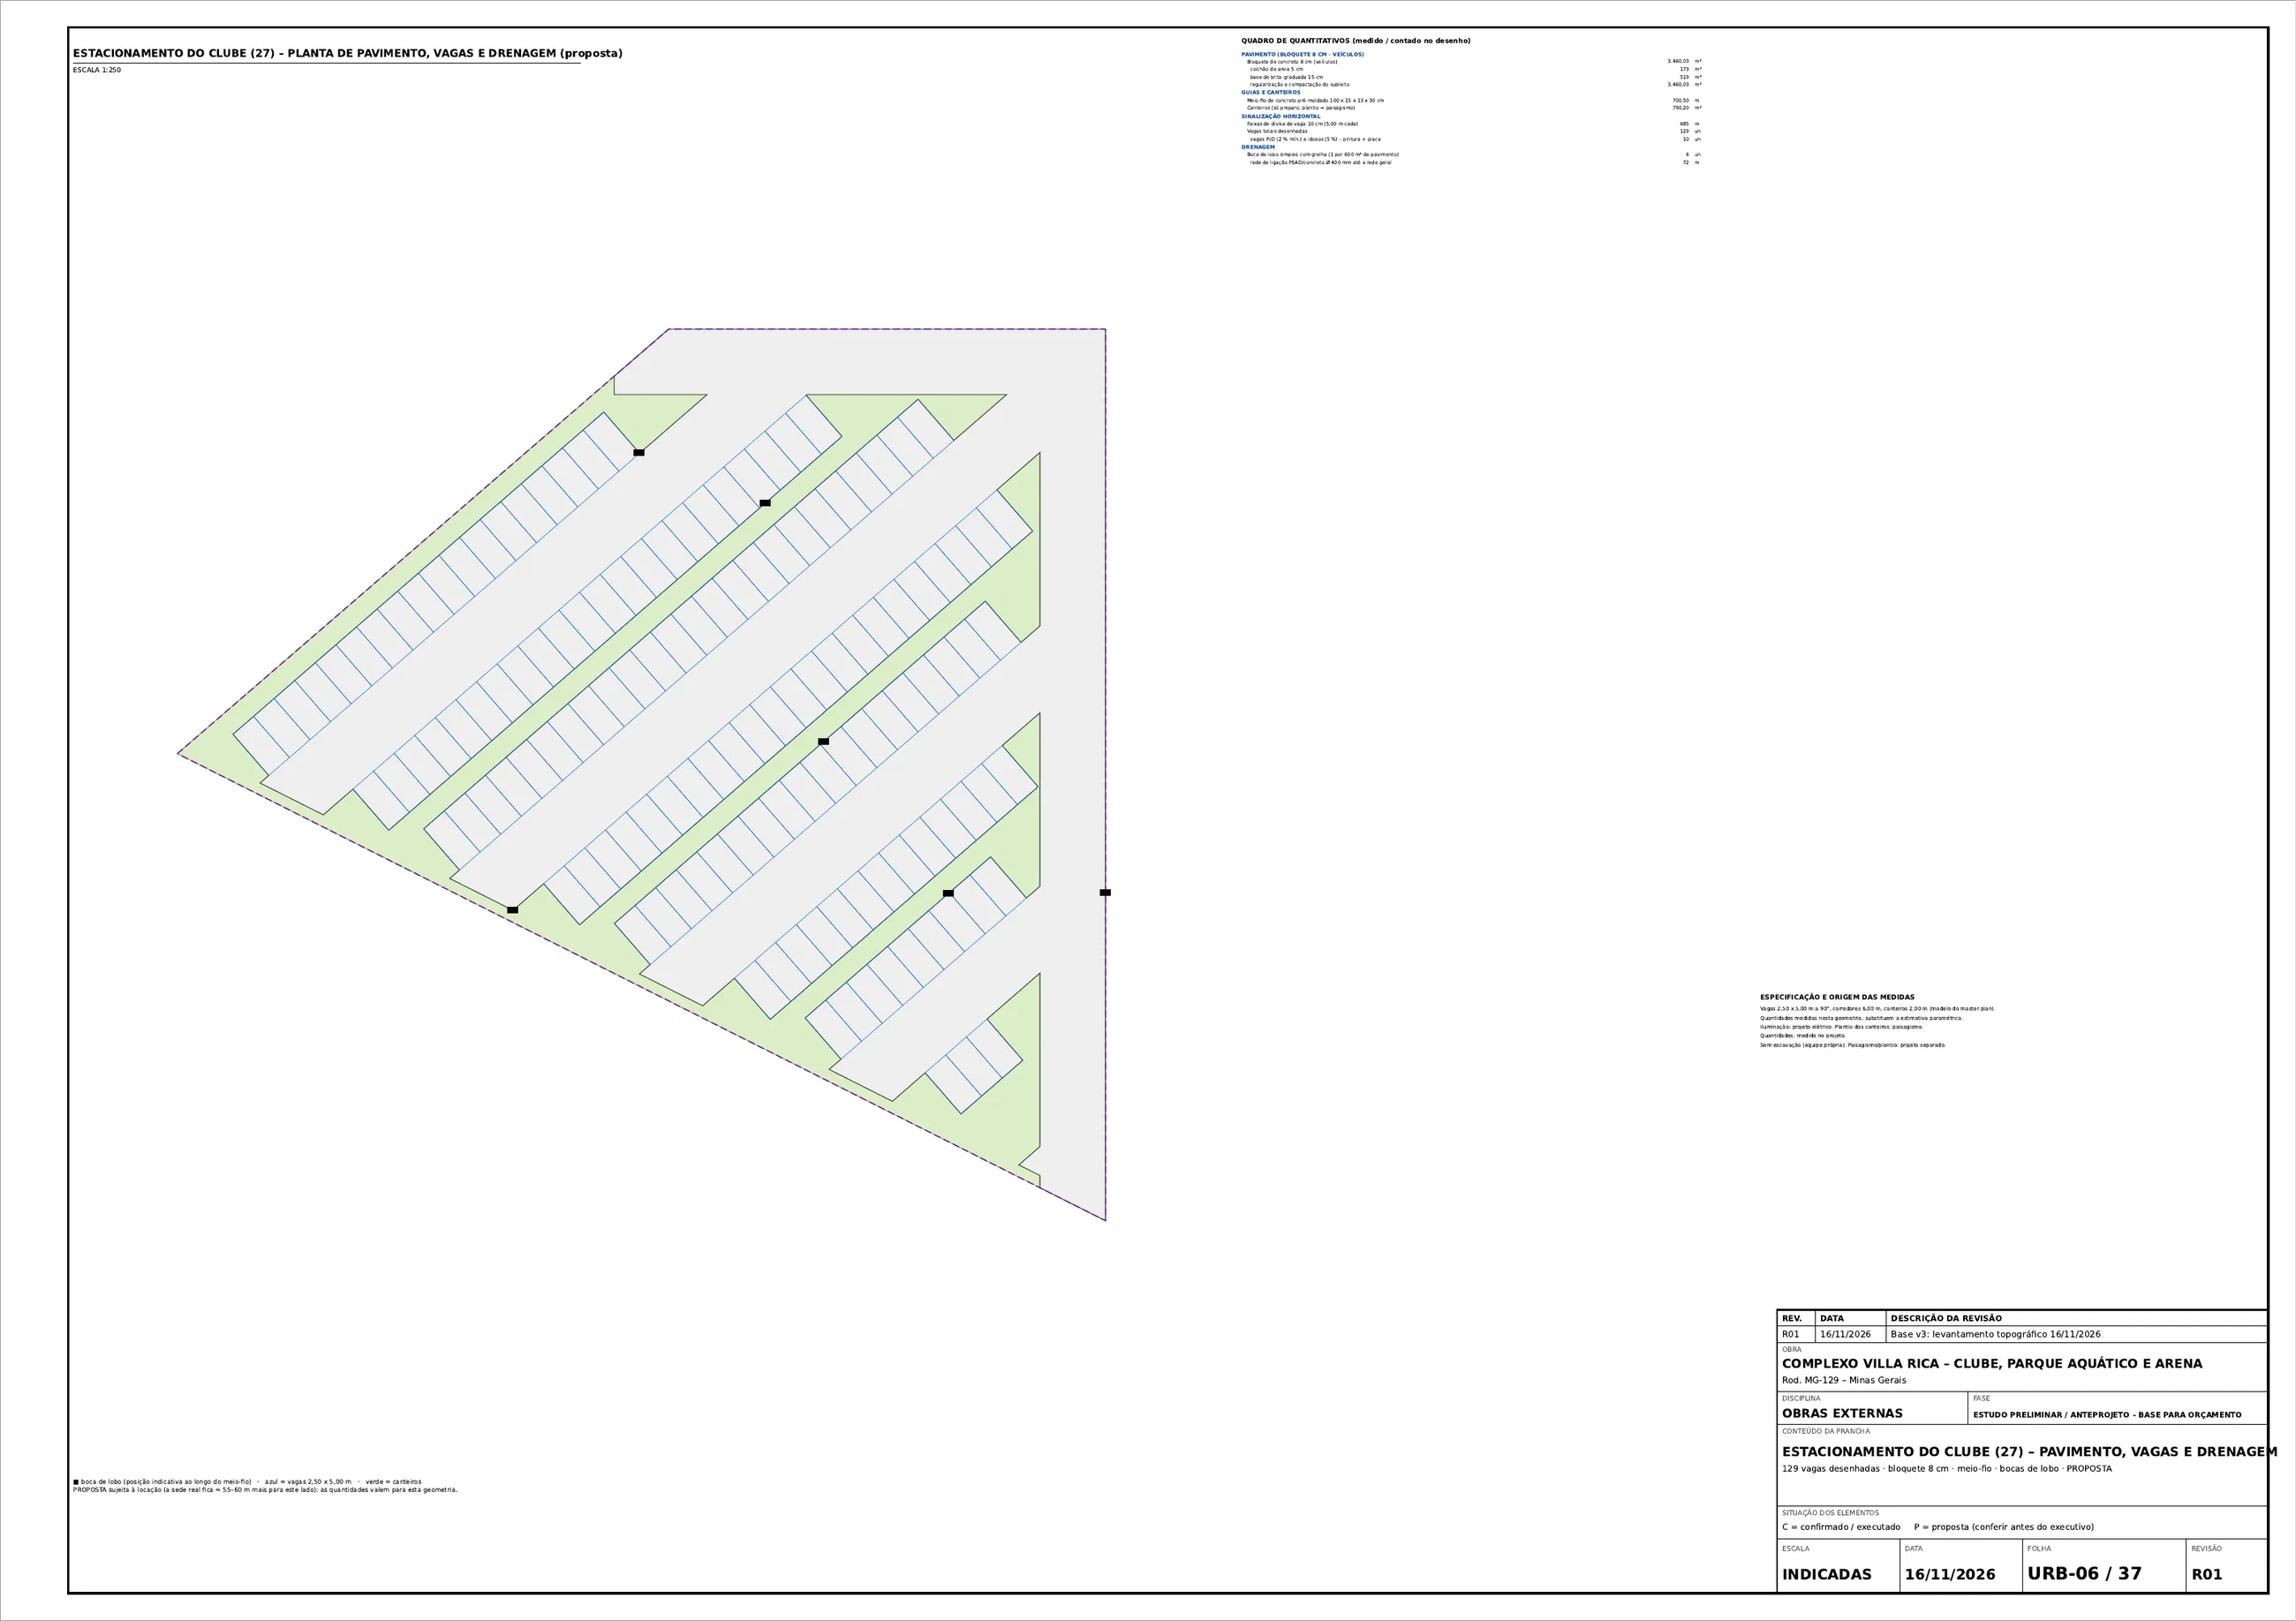 ESTACIONAMENTO DO CLUBE (27) – PLANTA DE PAVIMENTO, VAGAS E DRENAGEM (proposta)
ESCALA 1:250
QUADRO DE QUANTITATIVOS (medido / contado no desenho)
PAVIMENTO (BLOQUETE 8 CM – VEÍCULOS)
Bloquete de concreto 8 cm (veículos) 3.460,03 m²
colchão de areia 5 cm 173 m³
base de brita graduada 15 cm 519 m³
regularização e compactação do subleito 3.460,03 m²
GUIAS E CANTEIROS
Meio-fio de concreto pré-moldado 100 x 15 x 13 x 30 cm 700,50 m
Canteiros (só preparo; plantio = paisagismo) 790,20 m²
SINALIZAÇÃO HORIZONTAL
Faixas de divisa de vaga 10 cm (5,00 m cada) 685 m
Vagas totais desenhadas 129 un
vagas PcD (2 % mín.) e idosos (5 %) – pintura + placa 10 un
DRENAGEM
Boca de lobo simples com grelha (1 por 600 m² de pavimento) 6 un
rede de ligação PEAD/concreto Ø 400 mm até a rede geral 72 m
ESPECIFICAÇÃO E ORIGEM DAS MEDIDAS
Vagas 2,50 x 5,00 m a 90°, corredores 6,00 m, canteiros 2,00 m (modelo do master plan).
Quantidades medidas nesta geometria; substituem a estimativa paramétrica.
Iluminação: projeto elétrico. Plantio dos canteiros: paisagismo.
Quantidades: medido no projeto.
Sem escavação (equipe própria). Paisagismo/plantio: projeto separado.
■ boca de lobo (posição indicativa ao longo do meio-fio) · azul = vagas 2,50 x 5,00 m · verde = canteiros
PROPOSTA sujeita à locação (a sede real fica ≈ 55–60 m mais para este lado); as quantidades valem para esta geometria.
REV. DATA DESCRIÇÃO DA REVISÃO
R01 16/11/2026 Base v3: levantamento topográfico 16/11/2026
OBRA
COMPLEXO VILLA RICA – CLUBE, PARQUE AQUÁTICO E ARENA
Rod. MG-129 – Minas Gerais
DISCIPLINA FASE
OBRAS EXTERNAS ESTUDO PRELIMINAR / ANTEPROJETO – BASE PARA ORÇAMENTO
CONTEÚDO DA PRANCHA
ESTACIONAMENTO DO CLUBE (27) – PAVIMENTO, VAGAS E DRENAGEM
129 vagas desenhadas · bloquete 8 cm · meio-fio · bocas de lobo · PROPOSTA
SITUAÇÃO DOS ELEMENTOS
C = confirmado / executado P = proposta (conferir antes do executivo)
ESCALA DATA FOLHA REVISÃO
INDICADAS 16/11/2026 URB-06 / 37 R01